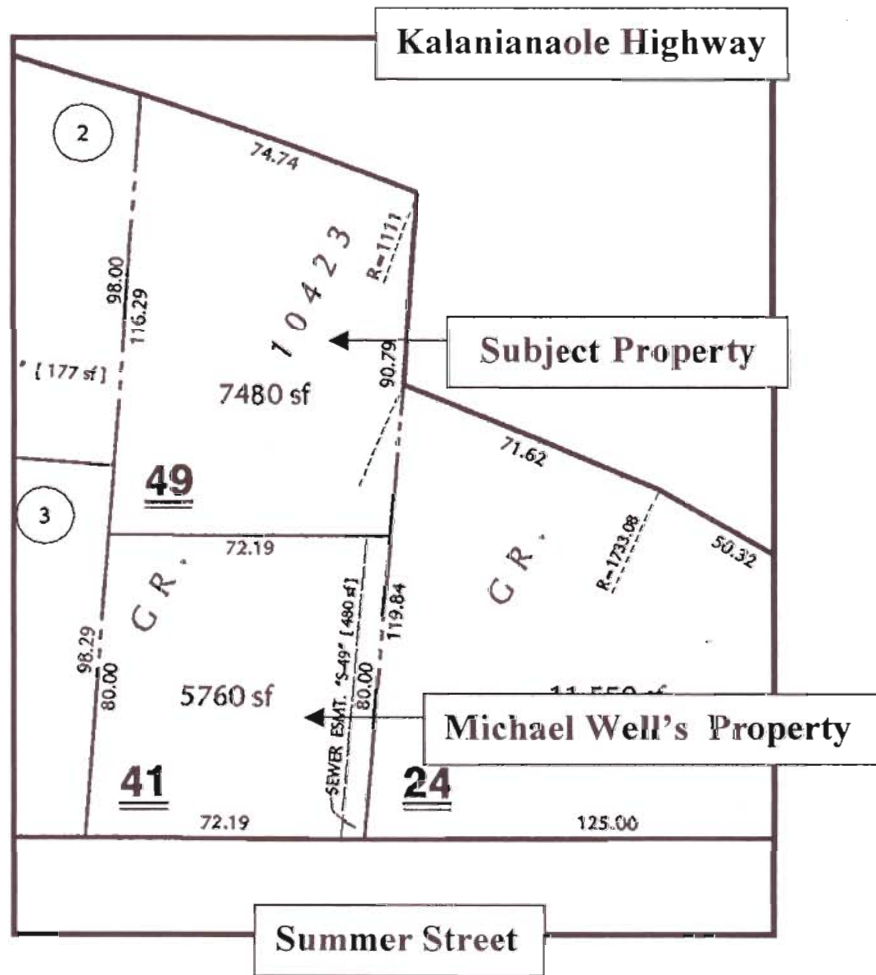 Kalanianaole Highway
2
74.74
98.00
116.29
10423
R=1111
[ 177 sf ]
Subject Property
90.79
7480 sf
71.62
49
3
50.32
72.19
GR.
GR.
R=1733.08
98.29
80.00
SEWER ESMT. "S-49" [ 480 sf ]
80.00
119.84
5760 sf
Michael Well's Property
41
24
72.19
125.00
Summer Street